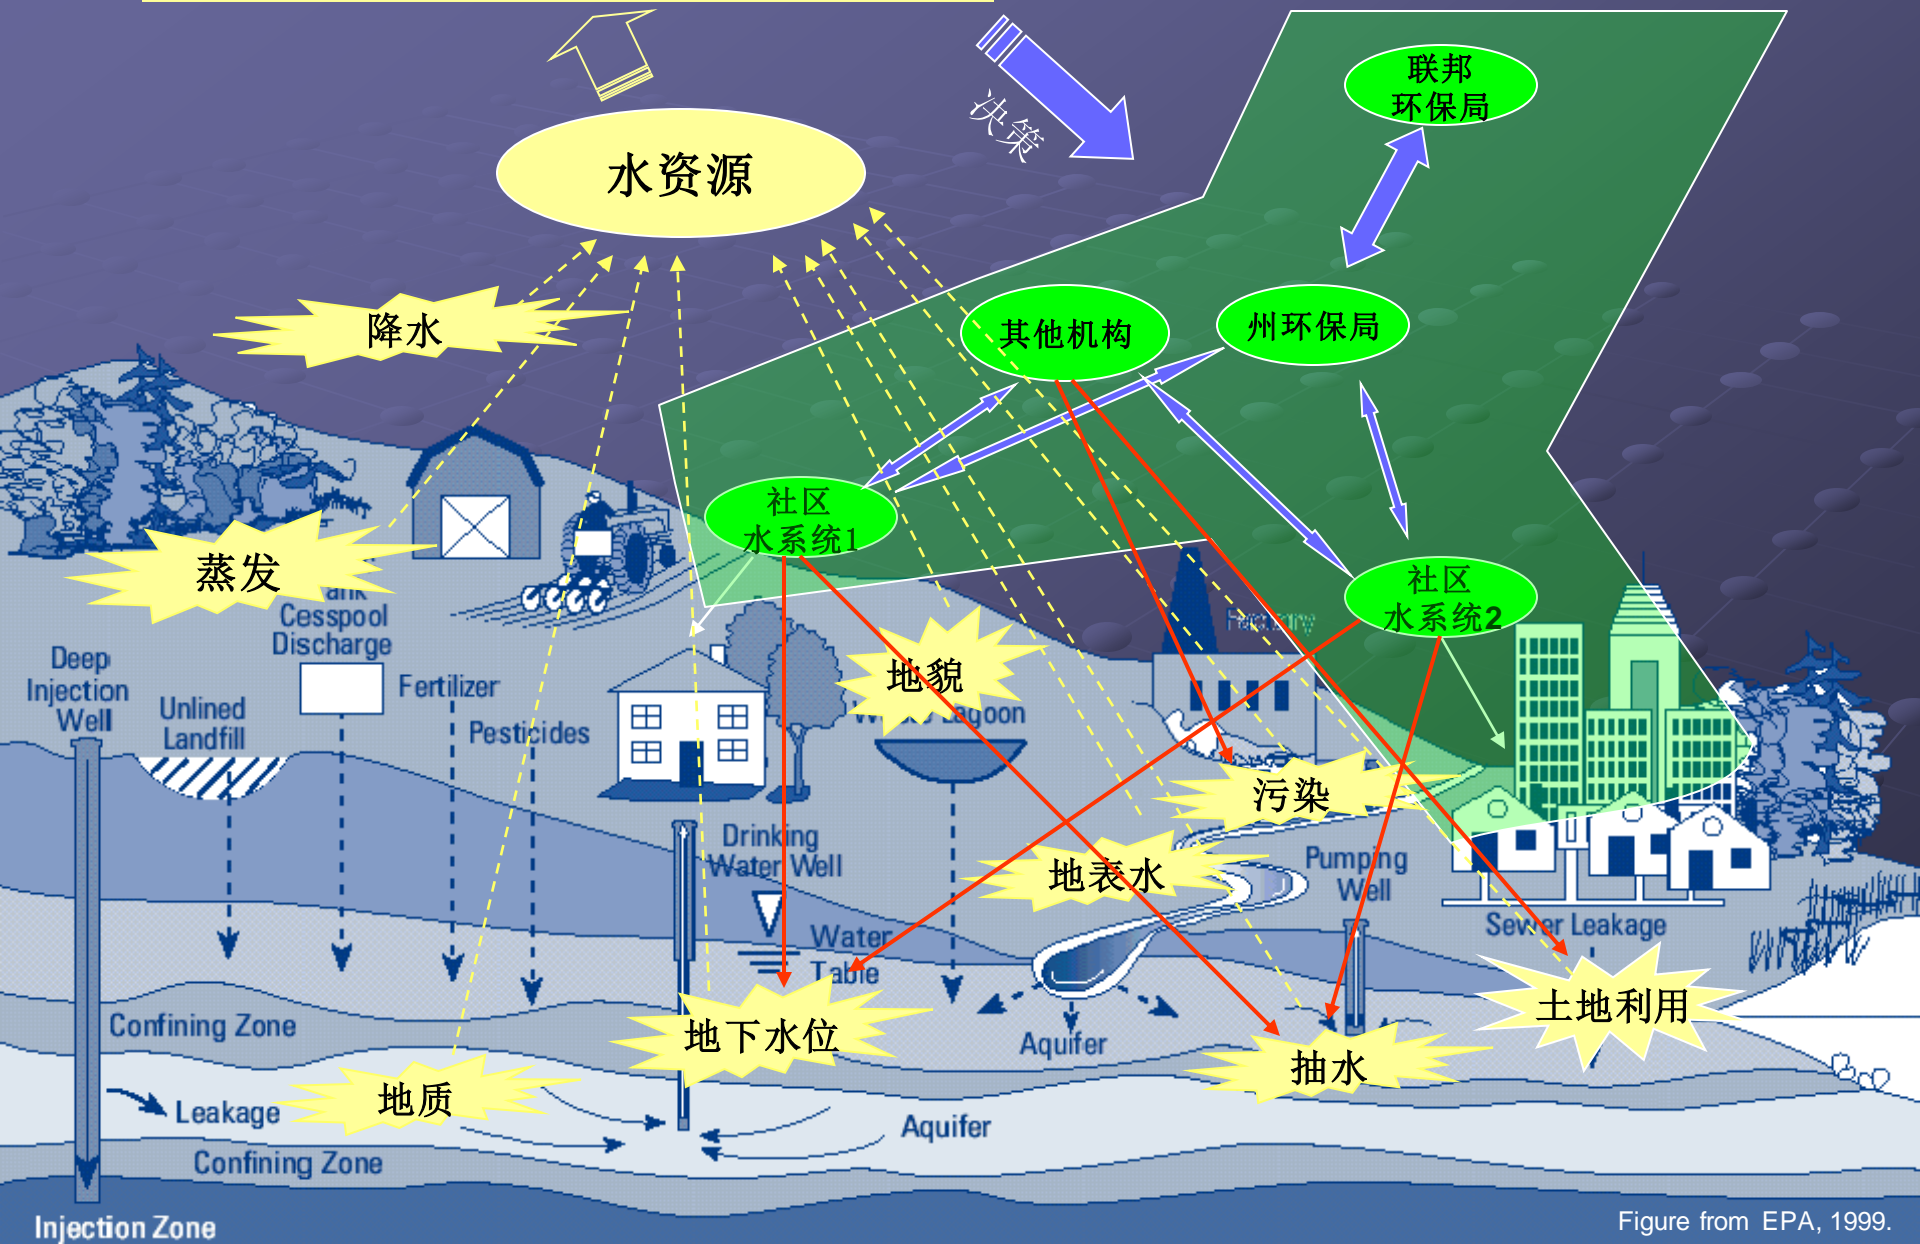 联邦
环保局
决策
水资源
降水
其他机构
州环保局
社区
水系统1
蒸发
社区
水系统2
Cesspool
Discharge
Factory
Deep
Injection
Well
Fertilizer
地貌
Unlined
Landfill
Lagoon
Pesticides
污染
Drinking
Water Well
地表水
Pumping
Well
Sewer Leakage
Water
Table
土地利用
Confining Zone
地下水位
Aquifer
抽水
地质
Leakage
Aquifer
Confining Zone
Injection Zone
Figure from EPA, 1999.